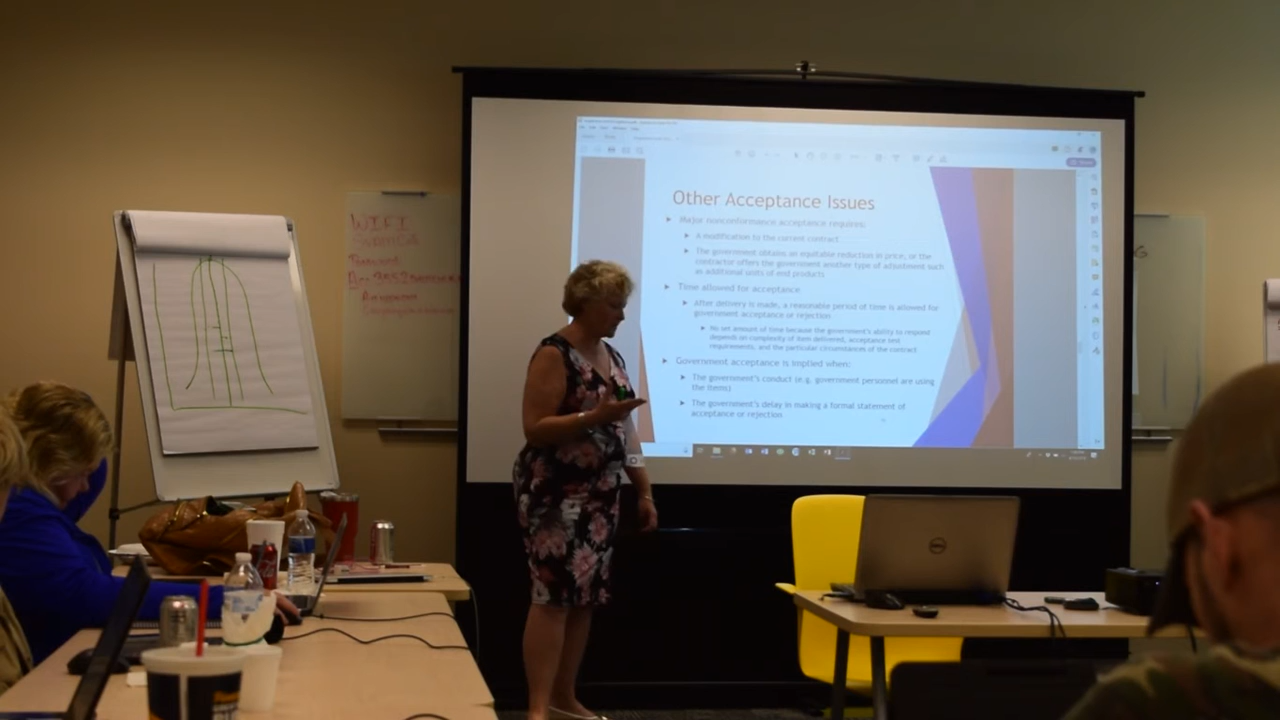 WIFI
Other Acceptance Issues
Major nonconformance acceptance requires:
A modification to the current contract
The government obtains an equitable reduction in price, or the
contractor offers the government another type of adjustment such
as additional units of end products
Time allowed for acceptance
After delivery is made, a reasonable period of time is allowed for
government acceptance or rejection
No set amount of time because the government's ability to respond
depends on complexity of item delivered, acceptance test
requirements, and the particular circumstances of the contract
Government acceptance is implied when:
The government's conduct (e.g. government personnel are using
the items)
The government's delay in making a formal statement of
acceptance or rejection
DELL